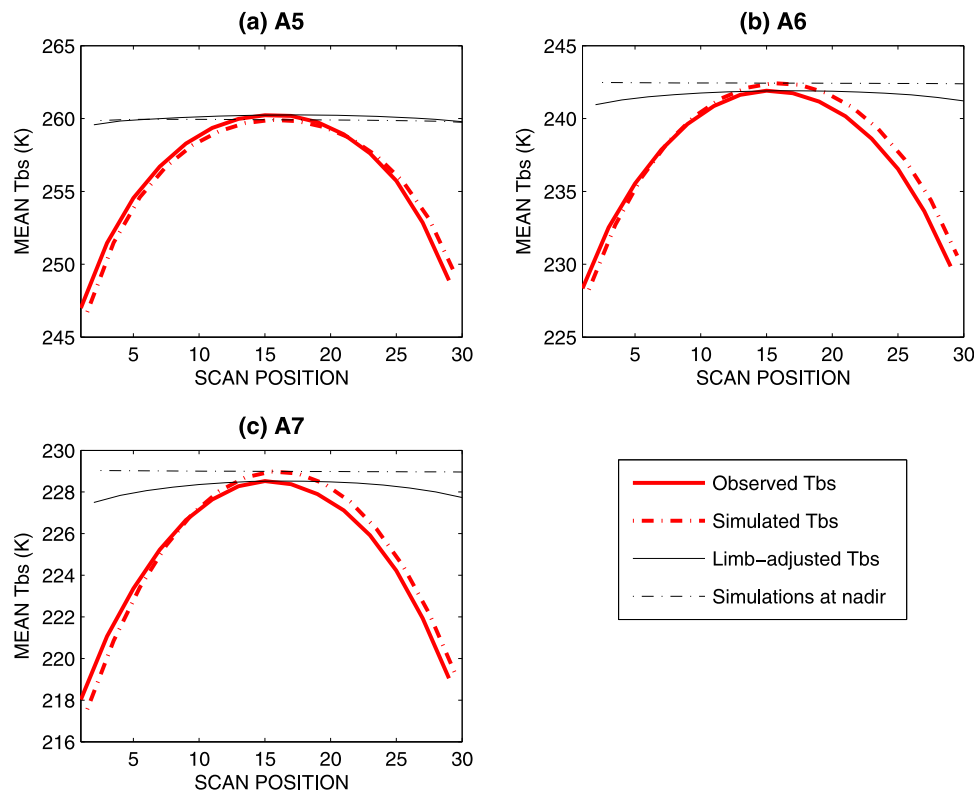 (a) A5
265
260
255
250
245
MEAN Tbs (K)
5 10 15 20 25 30
SCAN POSITION
(b) A6
245
240
235
230
225
MEAN Tbs (K)
5 10 15 20 25 30
SCAN POSITION
(c) A7
230
228
226
224
222
220
218
216
MEAN Tbs (K)
5 10 15 20 25 30
SCAN POSITION
Observed Tbs
Simulated Tbs
Limb−adjusted Tbs
Simulations at nadir